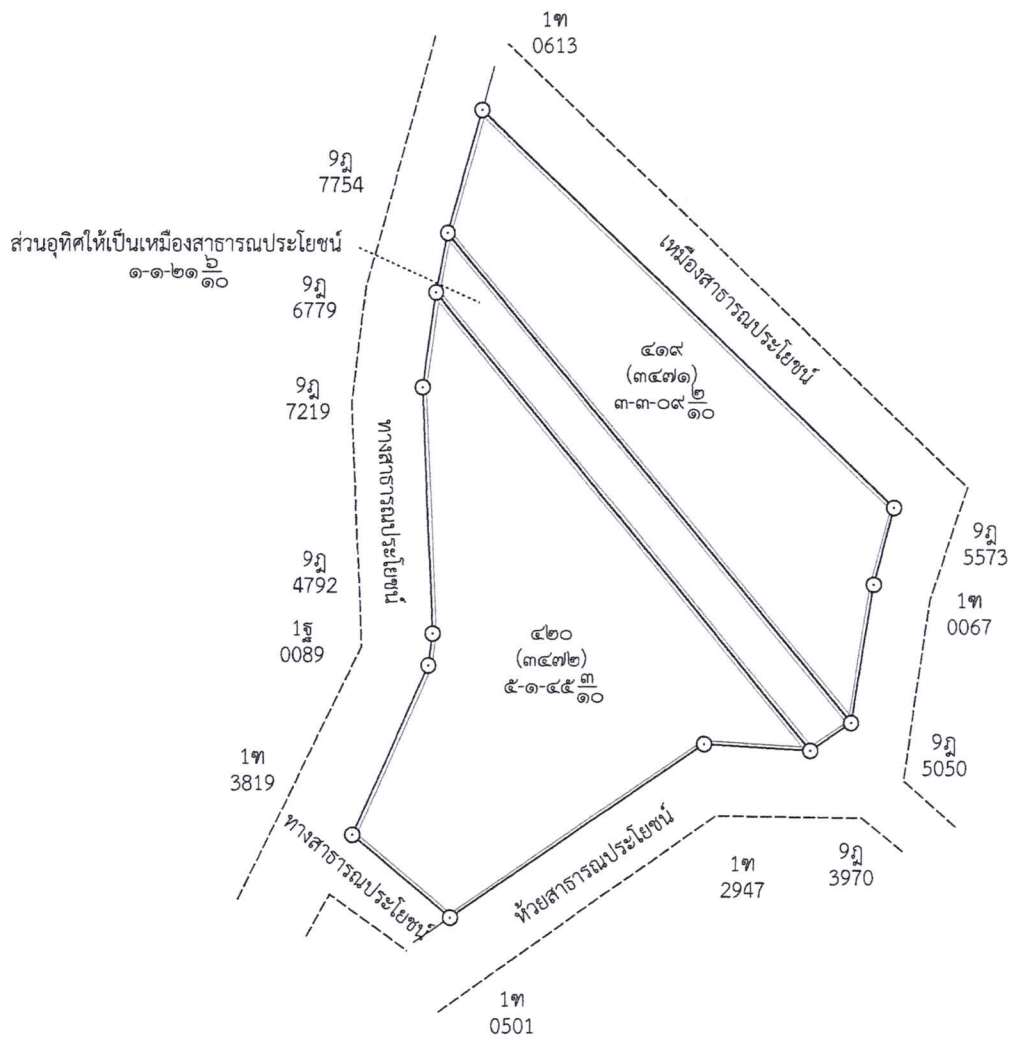 1ฑ
0613
9ฎ
7754
ส่วนอุทิศให้เป็นเหมืองสาธารณประโยชน์
๑-๑-๒๑ ๖/๑๐
9ฎ
6779
เหมืองสาธารณประโยชน์
๔๑๙
(๓๔๗๑)
๓-๓-๐๙ ๒/๑๐
9ฎ
7219
ทางสาธารณประโยชน์
9ฎ
5573
9ฎ
4792
1ฑ
0067
1ฐ
0089
๔๒๐
(๓๔๗๒)
๕-๑-๔๕ ๓/๑๐
1ฑ
3819
9ฎ
5050
ทางสาธารณประโยชน์
ห้วยสาธารณประโยชน์
1ฑ
2947
9ฎ
3970
1ฑ
0501